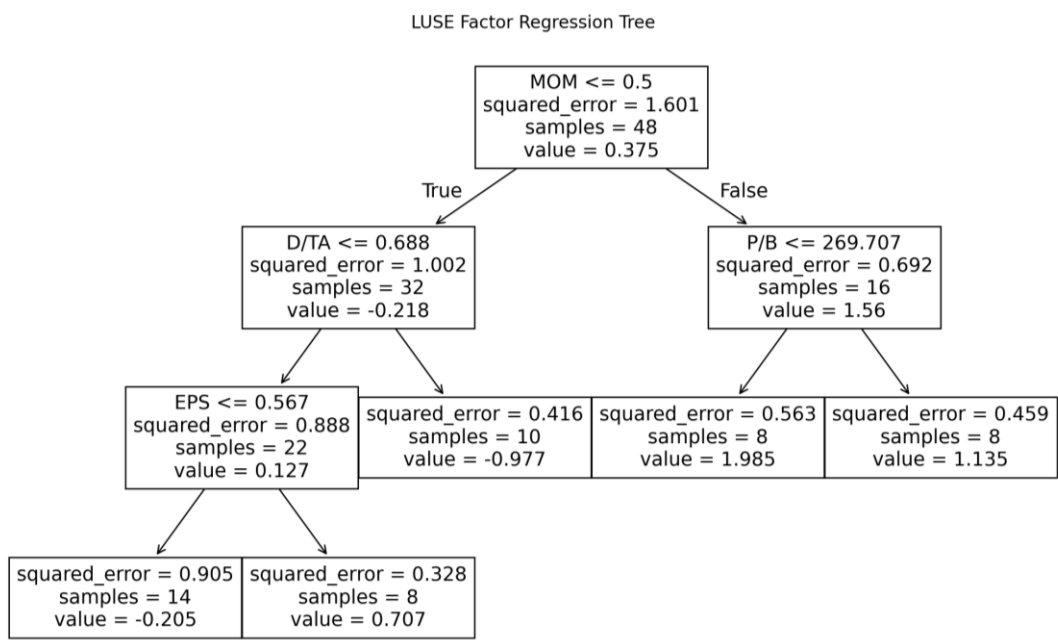 LUSE Factor Regression Tree
MOM <= 0.5
squared_error = 1.601
samples = 48
value = 0.375
True
False
D/TA <= 0.688
squared_error = 1.002
samples = 32
value = -0.218
P/B <= 269.707
squared_error = 0.692
samples = 16
value = 1.56
EPS <= 0.567
squared_error = 0.888
samples = 22
value = 0.127
squared_error = 0.416
samples = 10
value = -0.977
squared_error = 0.563
samples = 8
value = 1.985
squared_error = 0.459
samples = 8
value = 1.135
squared_error = 0.905
samples = 14
value = -0.205
squared_error = 0.328
samples = 8
value = 0.707